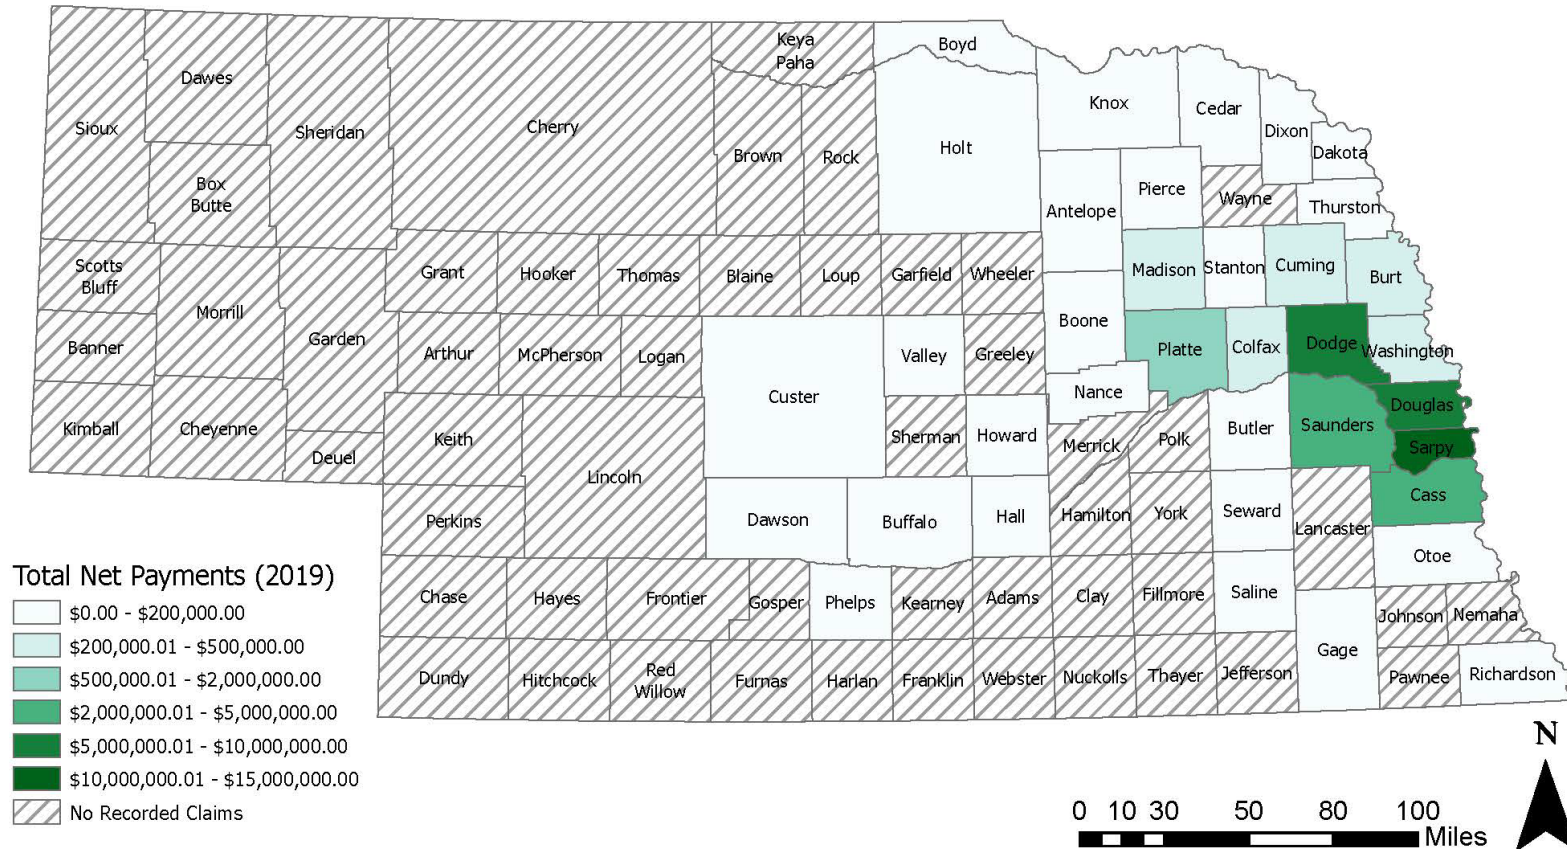 Keya
Paha
Boyd
Dawes
Knox
Cedar
Sioux
Sheridan
Cherry
Dixon
Holt
Dakota
Brown
Rock
Box
Butte
Pierce
Wayne
Antelope
Thurston
Scotts
Bluff
Grant
Hooker
Thomas
Blaine
Loup
Garfield
Wheeler
Madison
Stanton
Cuming
Burt
Morrill
Boone
Garden
Banner
Arthur
McPherson
Logan
Valley
Greeley
Platte
Colfax
Dodge
Washington
Custer
Nance
Douglas
Kimball
Cheyenne
Keith
Sherman
Howard
Merrick
Polk
Butler
Saunders
Deuel
Sarpy
Lincoln
Cass
Perkins
Dawson
Buffalo
Hall
Hamilton
York
Seward
Lancaster
Otoe
Chase
Hayes
Frontier
Gosper
Phelps
Kearney
Adams
Clay
Fillmore
Saline
Johnson
Nemaha
Gage
Dundy
Hitchcock
Red
Willow
Furnas
Harlan
Franklin
Webster
Nuckolls
Thayer
Jefferson
Pawnee
Richardson
Total Net Payments (2019)
$0.00 - $200,000.00
$200,000.01 - $500,000.00
$500,000.01 - $2,000,000.00
$2,000,000.01 - $5,000,000.00
$5,000,000.01 - $10,000,000.00
$10,000,000.01 - $15,000,000.00
No Recorded Claims
N
0 10 30 50 80 100
Miles